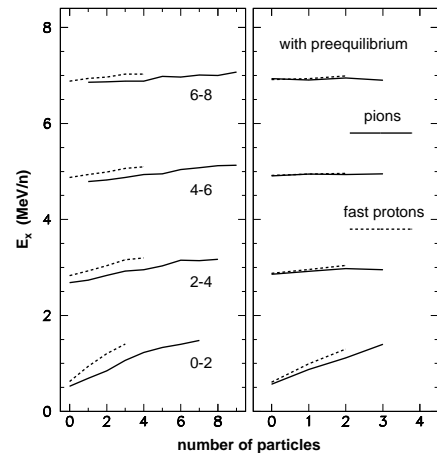 8
with preequilibrium
6-8
pions
6
4-6
fast protons
4
2-4
2
0-2
0
0 2 4 6 8 0 1 2 3 4
number of particles
E_x (MeV/n)